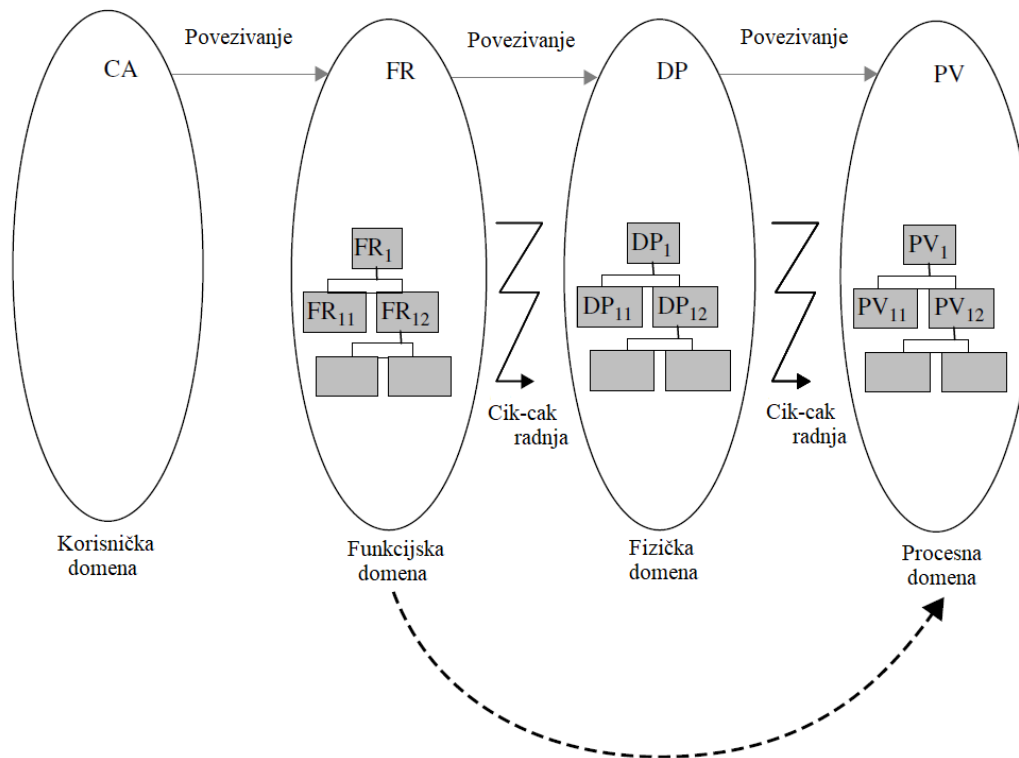 Povezivanje
Povezivanje
Povezivanje
CA
FR
DP
PV
FR1
FR11
FR12
DP1
DP11
DP12
PV1
PV11
PV12
Cik-cak
radnja
Cik-cak
radnja
Korisnička
domena
Funkcijska
domena
Fizička
domena
Procesna
domena